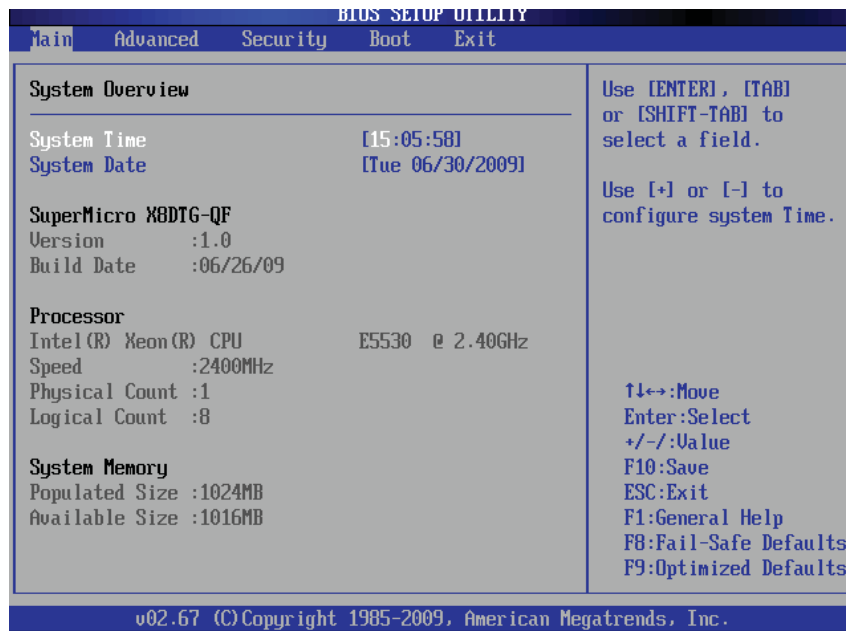 BIOS SETUP UTILITY
Main Advanced Security Boot Exit
System Overview
System Time [15:05:58]
System Date [Tue 06/30/2009]
SuperMicro X8DTG-QF
Version :1.0
Build Date :06/26/09
Processor
Intel(R) Xeon(R) CPU E5530 @ 2.40GHz
Speed :2400MHz
Physical Count :1
Logical Count :8
System Memory
Populated Size :1024MB
Available Size :1016MB
Use [ENTER], [TAB]
or [SHIFT-TAB] to
select a field.
Use [+] or [-] to
configure system Time.
↑↓↔:Move
Enter:Select
+/-/:Value
F10:Save
ESC:Exit
F1:General Help
F8:Fail-Safe Defaults
F9:Optimized Defaults
v02.67 (C)Copyright 1985-2009, American Megatrends, Inc.